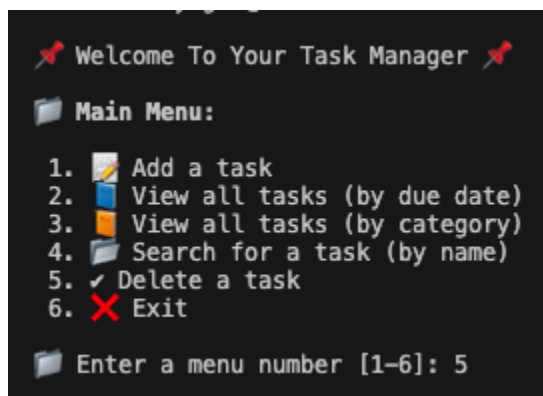 📌 Welcome To Your Task Manager 📌
📁 Main Menu:
1. 📝 Add a task
2. 📘 View all tasks (by due date)
3. 📙 View all tasks (by category)
4. 📂 Search for a task (by name)
5. ✔ Delete a task
6. ❌ Exit
📁 Enter a menu number [1–6]: 5